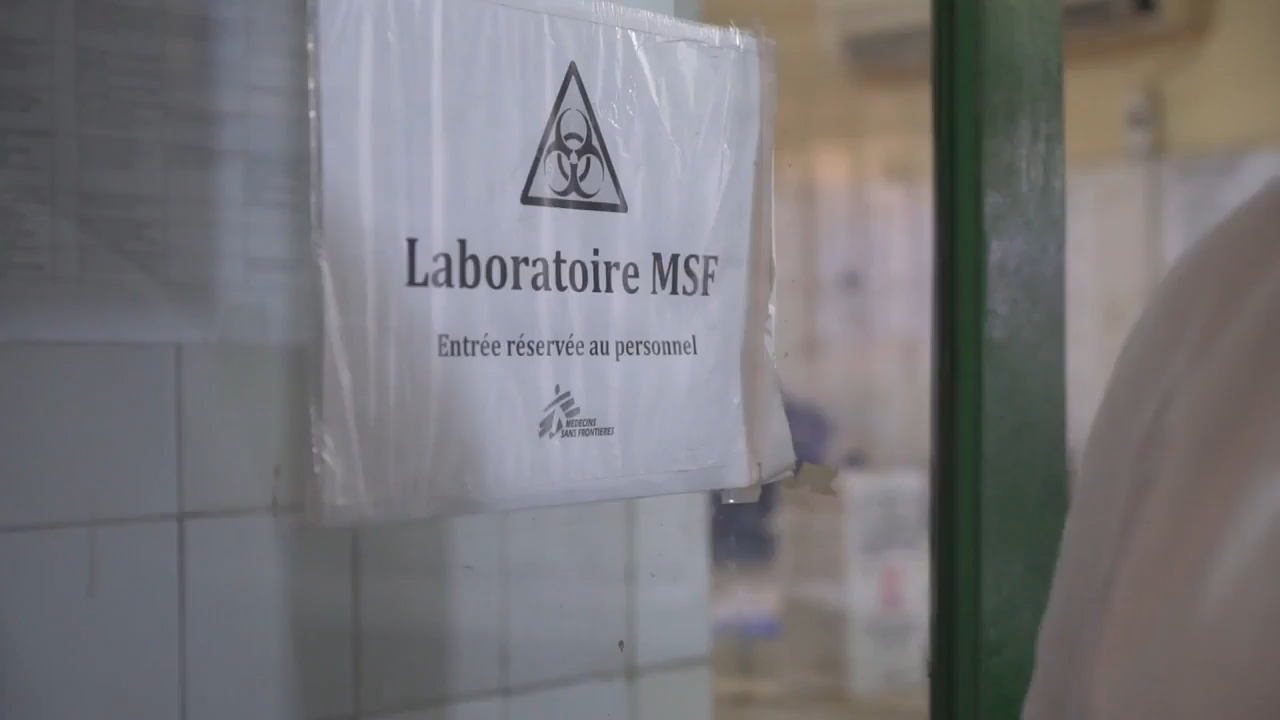 Laboratoire MSF
Entrée réservée au personnel
MEDECINS
SANS FRONTIERES